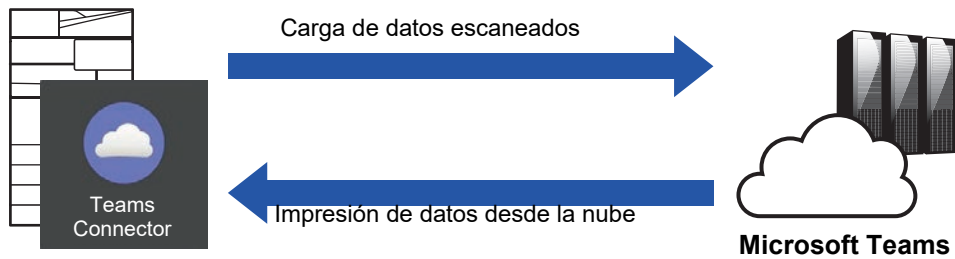 Carga de datos escaneados
Teams
Connector
Impresión de datos desde la nube
Microsoft Teams